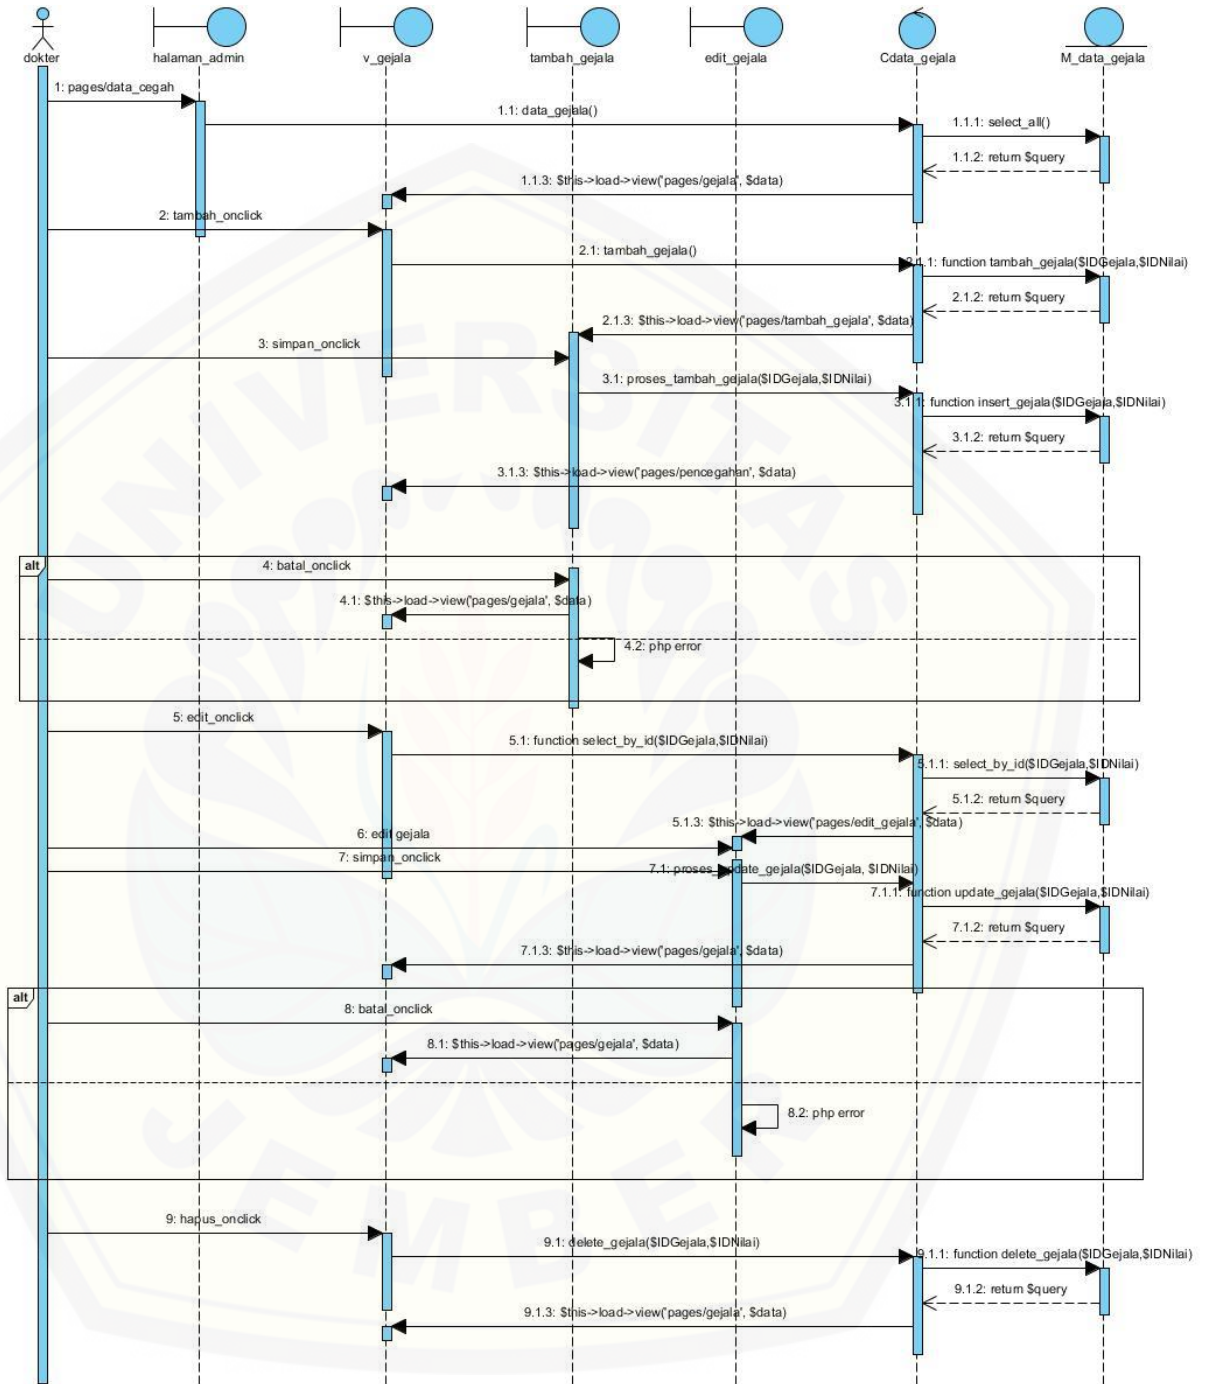 dokter
halaman_admin
v_gejala
tambah_gejala
edit_gejala
Cdata_gejala
M_data_gejala
1: pages/data_cegah
1.1: data_gejala()
1.1.1: select_all()
1.1.2: return $query
1.1.3: $this->load->view('pages/gejala', $data)
2: tambah_onclick
2.1: tambah_gejala()
2.1.1: function tambah_gejala($IDGejala,$IDNilai)
2.1.2: return $query
2.1.3: $this->load->view('pages/tambah_gejala', $data)
3: simpan_onclick
3.1: proses_tambah_gejala($IDGejala,$IDNilai)
3.1.1: function insert_gejala($IDGejala,$IDNilai)
3.1.2: return $query
3.1.3: $this->load->view('pages/pencegahan', $data)
alt
4: batal_onclick
4.1: $this->load->view('pages/gejala', $data)
4.2: php error
5: edit_onclick
5.1: function select_by_id($IDGejala,$IDNilai)
5.1.1: select_by_id($IDGejala,$IDNilai)
5.1.2: return $query
5.1.3: $this->load->view('pages/edit_gejala', $data)
6: edit gejala
7: simpan_onclick
7.1: proses_update_gejala($IDGejala, $IDNilai)
7.1.1: function update_gejala($IDGejala,$IDNilai)
7.1.2: return $query
7.1.3: $this->load->view('pages/gejala', $data)
alt
8: batal_onclick
8.1: $this->load->view('pages/gejala', $data)
8.2: php error
9: hapus_onclick
9.1: delete_gejala($IDGejala,$IDNilai)
9.1.1: function delete_gejala($IDGejala,$IDNilai)
9.1.2: return $query
9.1.3: $this->load->view('pages/gejala', $data)
UNIVERSITAS
JEMBER